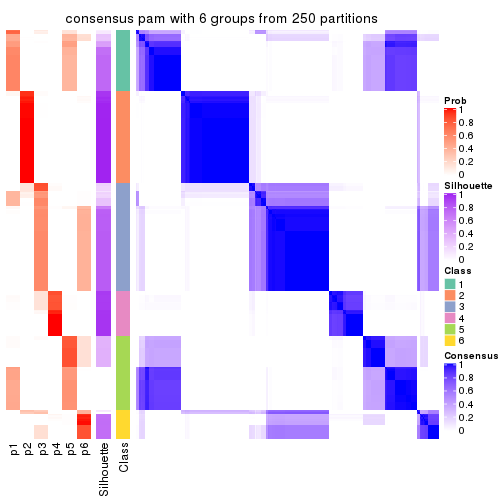 consensus pam with 6 groups from 250 partitions
Prob
1
0.8
0.6
0.4
0.2
0
Silhouette
1
0.8
0.6
0.4
0.2
0
Class
1
2
3
4
5
6
Consensus
1
0.8
0.6
0.4
0.2
0
p1
p2
p3
p4
p5
p6
Silhouette
Class